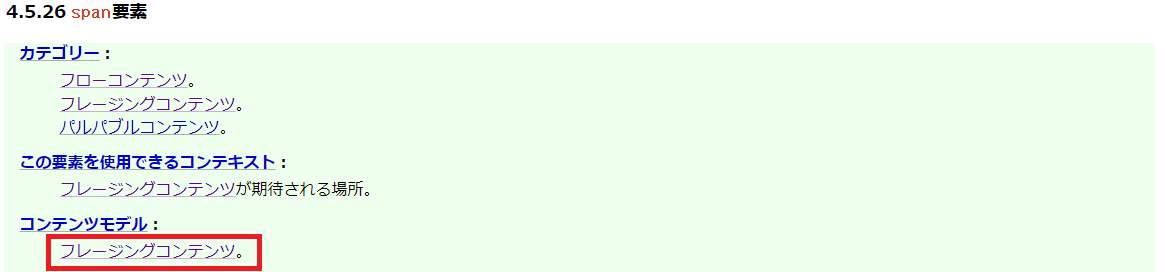 4.5.26 span要素
カテゴリー：
フローコンテンツ。
フレージングコンテンツ。
パルパブルコンテンツ。
この要素を使用できるコンテキスト：
フレージングコンテンツが期待される場所。
コンテンツモデル：
フレージングコンテンツ。